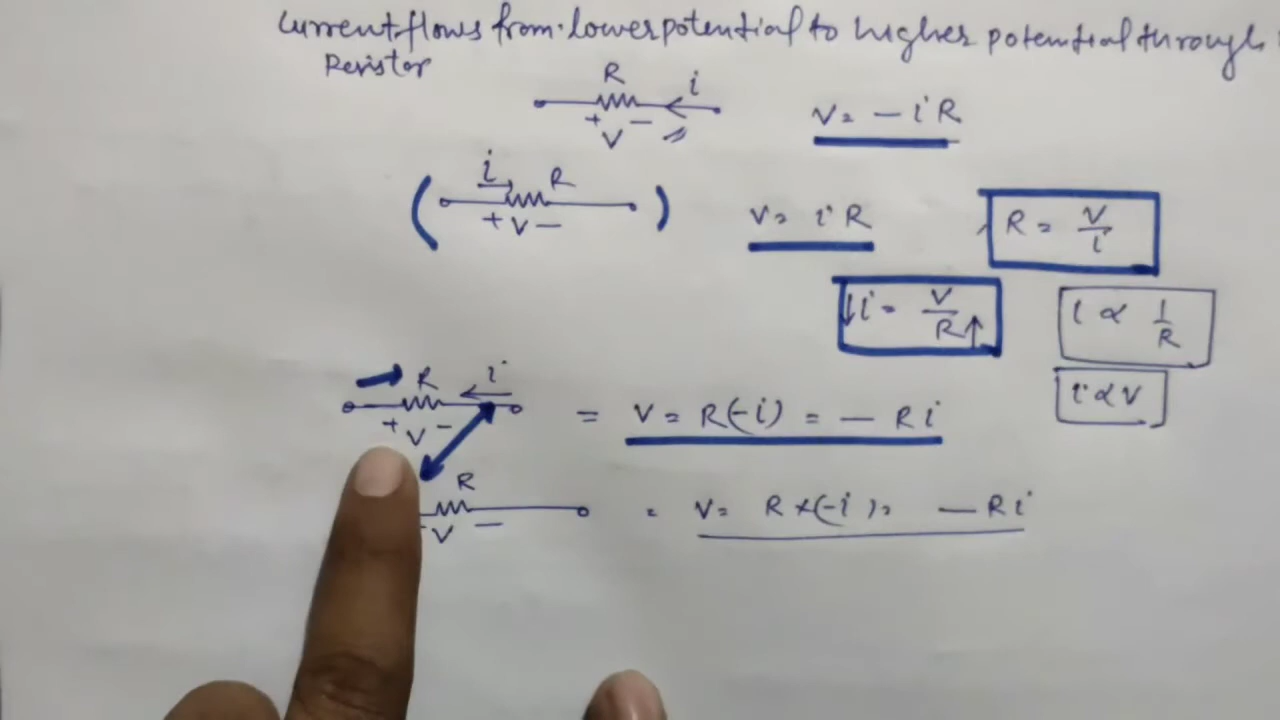 Current flows from lower potential to higher potential through
Resistor
R i
+ V -
V = - i R
i R
+ V -
V = i R
R = V/i
↓i = V/R↑
i ∝ 1/R
i ∝ V
R i
+ V -
= V = R(-i) = - R i
R
- V -
= V = R×(-i) = - R i